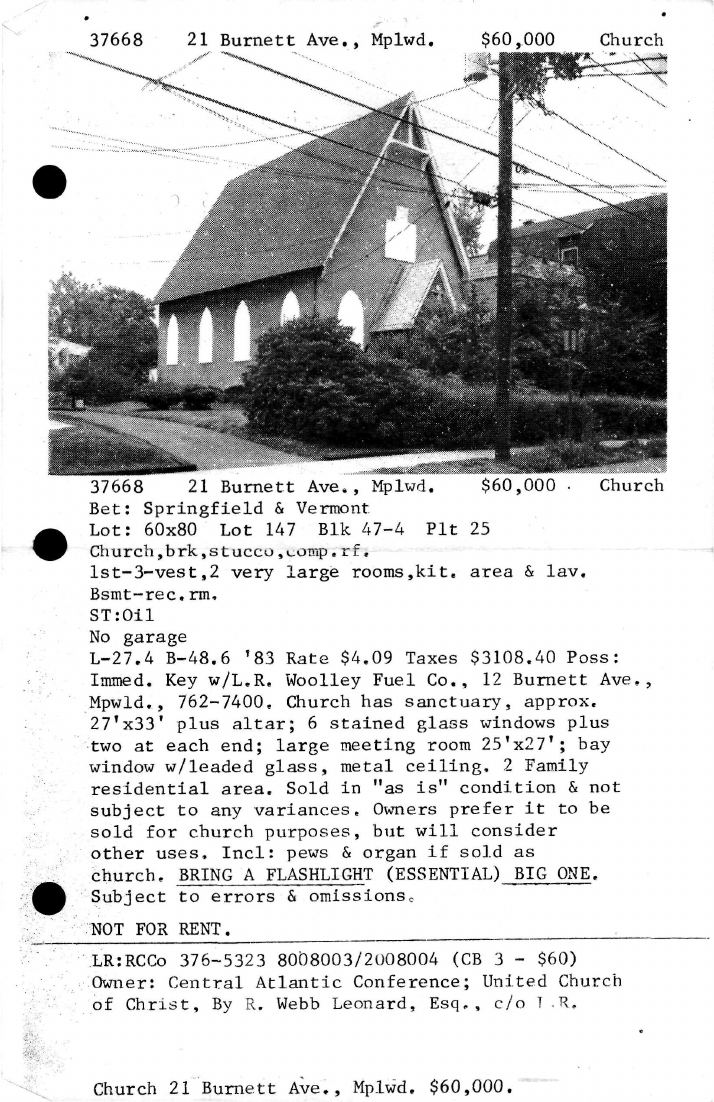 37668 21 Burnett Ave., Mplwd. $60,000 Church
37668 21 Burnett Ave., Mplwd. $60,000 . Church
Bet: Springfield & Vermont
Lot: 60x80 Lot 147 Blk 47-4 Plt 25
Church,brk,stucco,comp.rf.
1st-3-vest,2 very large rooms,kit. area & lav.
Bsmt-rec.rm.
ST:Oil
No garage
L-27.4 B-48.6 '83 Rate $4.09 Taxes $3108.40 Poss:
Immed. Key w/L.R. Woolley Fuel Co., 12 Burnett Ave.,
Mpwld., 762-7400. Church has sanctuary, approx.
27'x33' plus altar; 6 stained glass windows plus
two at each end; large meeting room 25'x27'; bay
window w/leaded glass, metal ceiling. 2 Family
residential area. Sold in "as is" condition & not
subject to any variances. Owners prefer it to be
sold for church purposes, but will consider
other uses. Incl: pews & organ if sold as
church. BRING A FLASHLIGHT (ESSENTIAL) BIG ONE.
Subject to errors & omissions.
NOT FOR RENT.
LR:RCCo 376-5323 8008003/2008004 (CB 3 - $60)
Owner: Central Atlantic Conference; United Church
of Christ, By R. Webb Leonard, Esq., c/o L.R.
Church 21 Burnett Ave., Mplwd. $60,000.